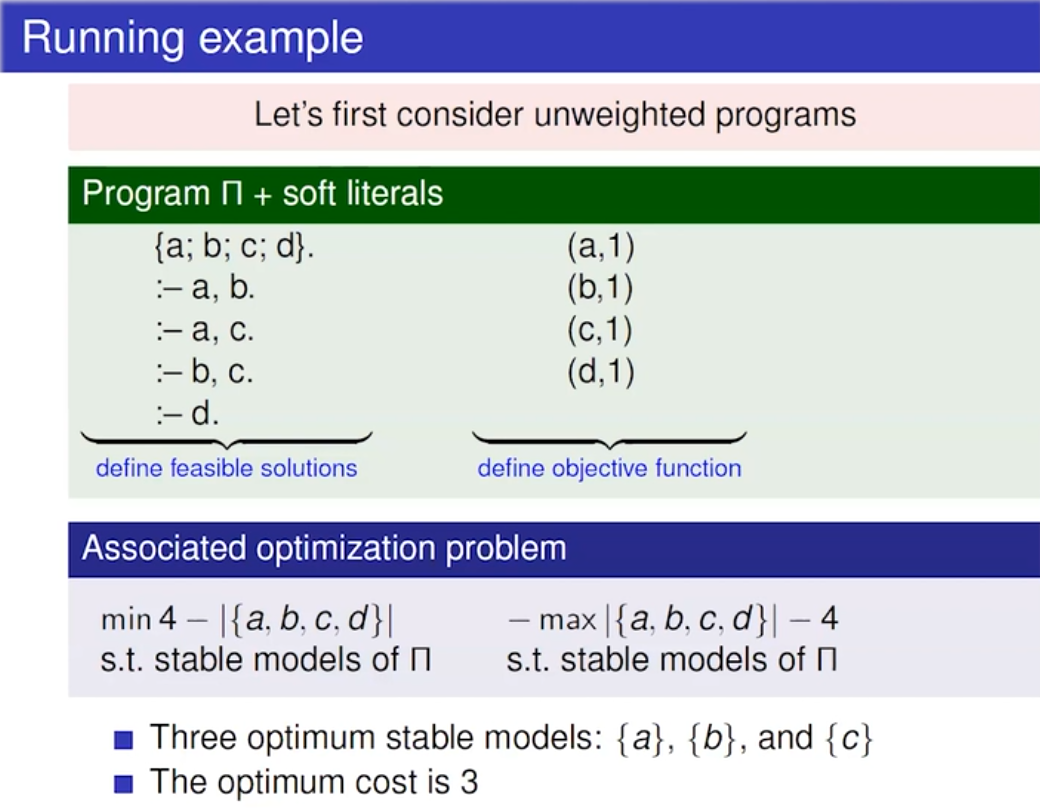 Running example
Let's first consider unweighted programs
Program Π + soft literals
{a; b; c; d}. (a,1)
:– a, b. (b,1)
:– a, c. (c,1)
:– b, c. (d,1)
:– d.
define feasible solutions define objective function
Associated optimization problem
min 4 − |{a, b, c, d}| − max |{a, b, c, d}| − 4
s.t. stable models of Π s.t. stable models of Π
Three optimum stable models: {a}, {b}, and {c}
The optimum cost is 3